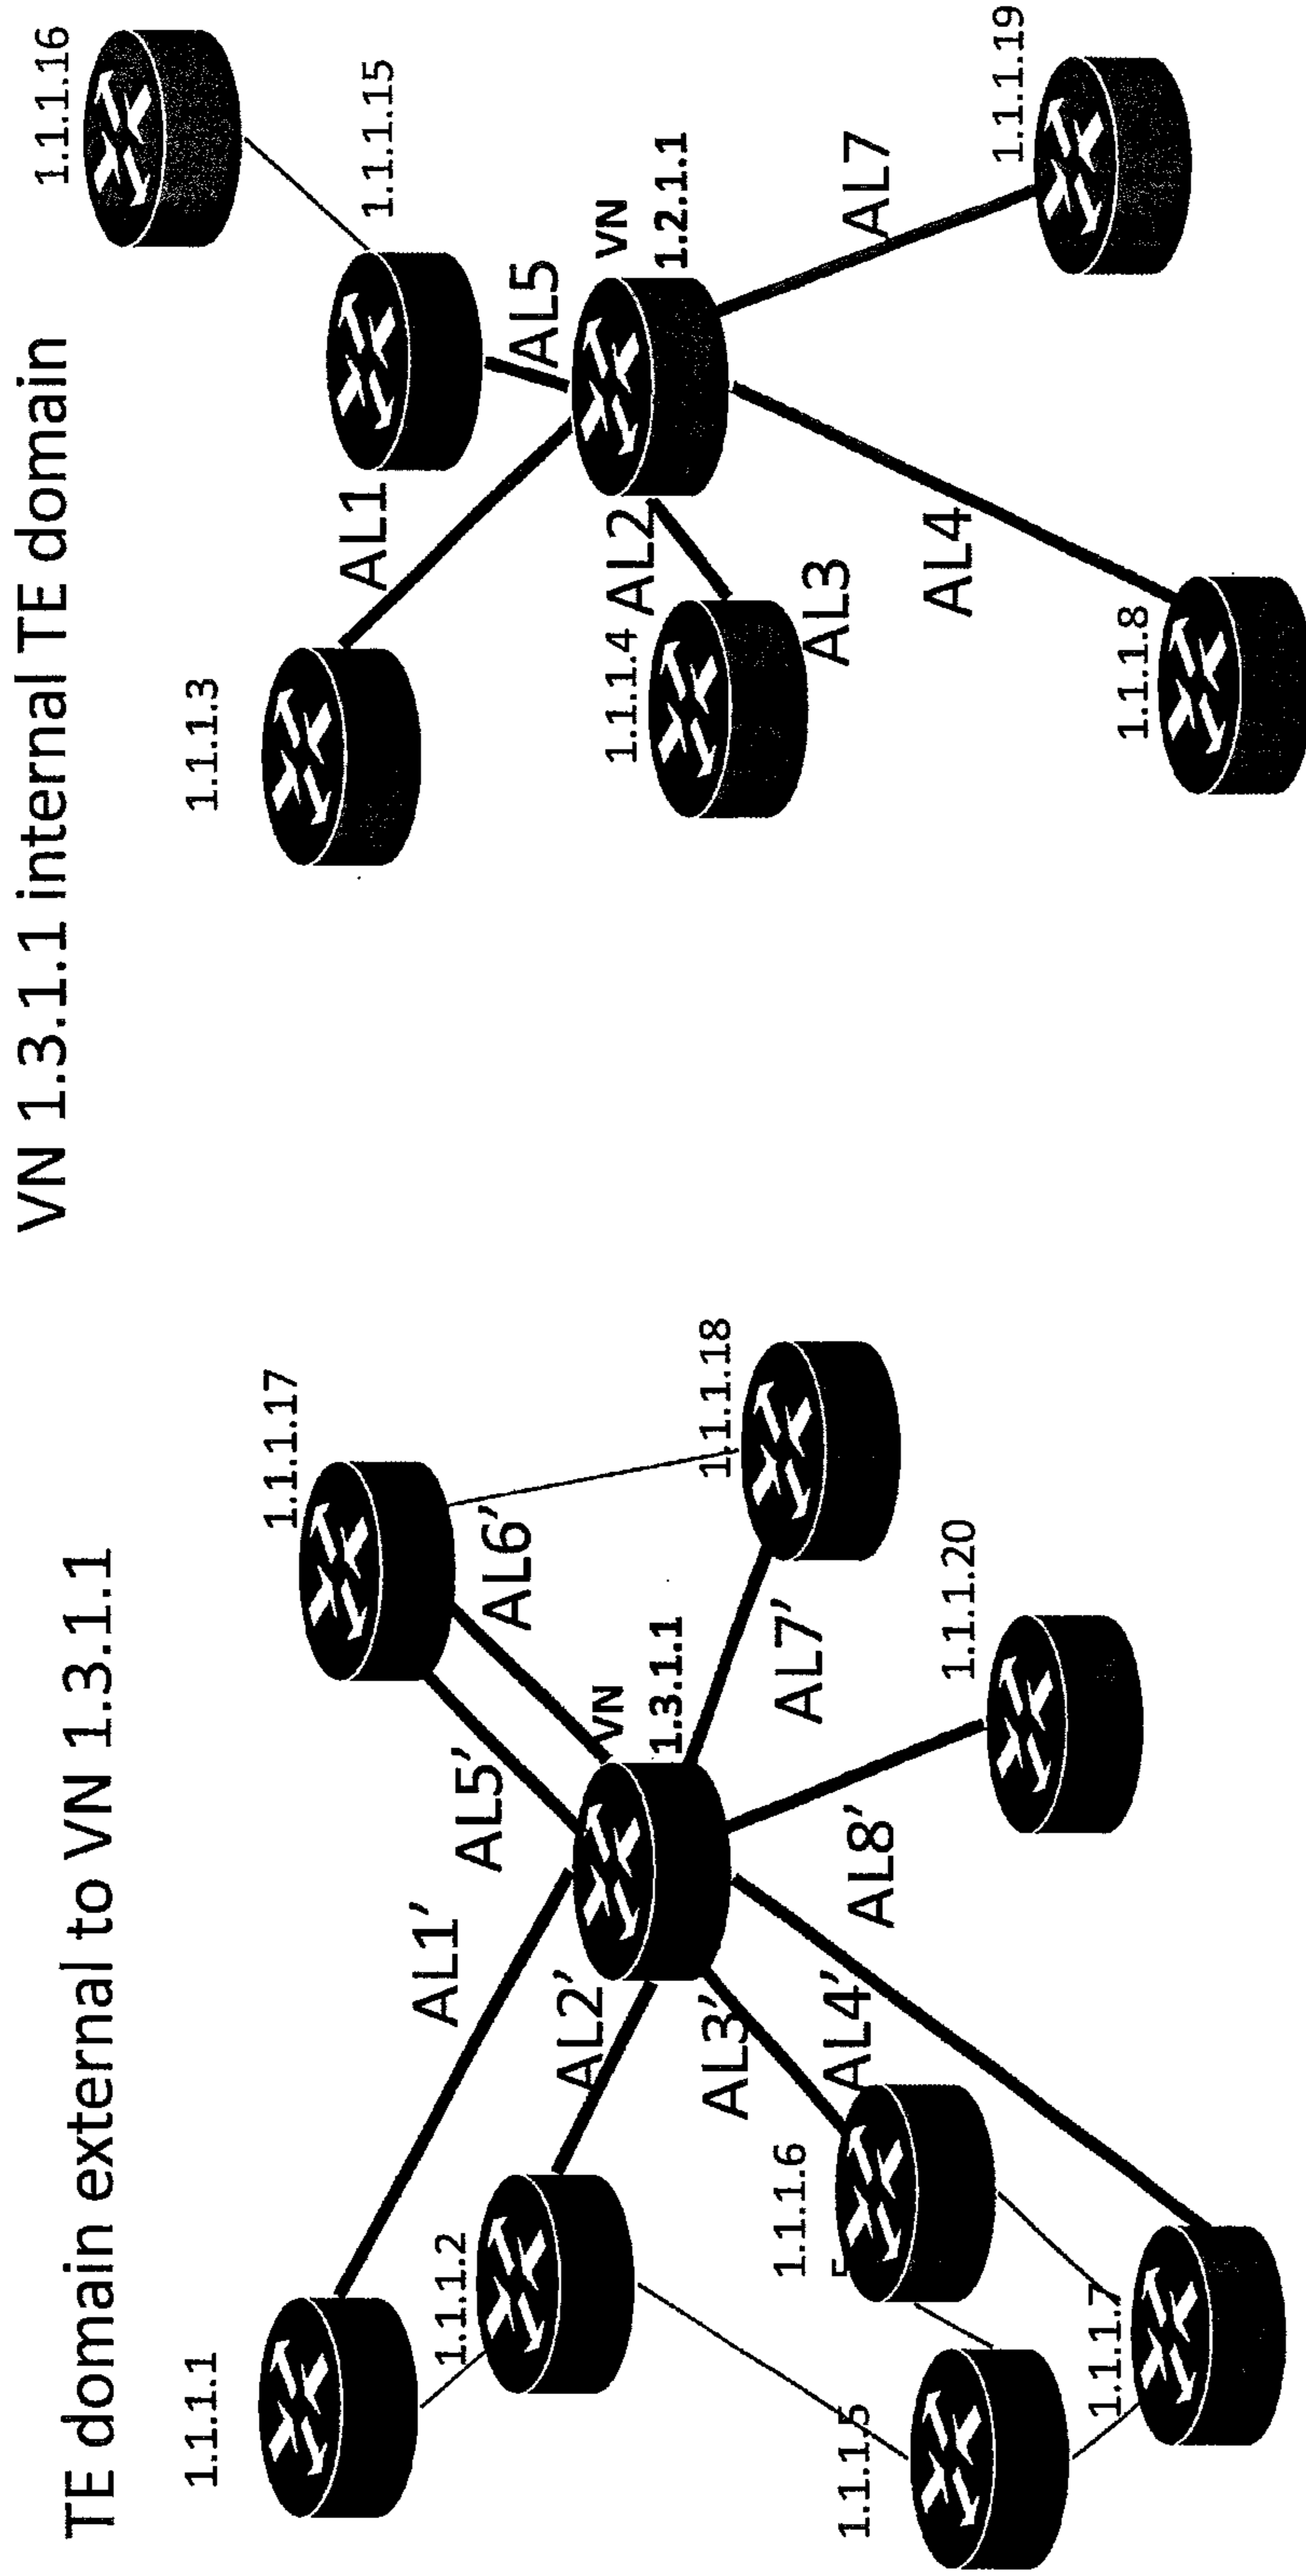 TE domain external to VN 1.3.1.1
1.1.1.1
1.1.1.2
1.1.1.5
1.1.1.6
5
1.1.1.7
AL1’
AL2’
AL3’
AL4’
AL5’
AL6’
VN
1.3.1.1
AL7’
AL8’
1.1.1.17
1.1.1.18
1.1.1.20
VN 1.3.1.1 internal TE domain
1.1.1.3
1.1.1.4
1.1.1.8
AL1
AL2
AL3
AL4
AL5
VN
1.2.1.1
AL7
1.1.1.16
1.1.1.15
1.1.1.19